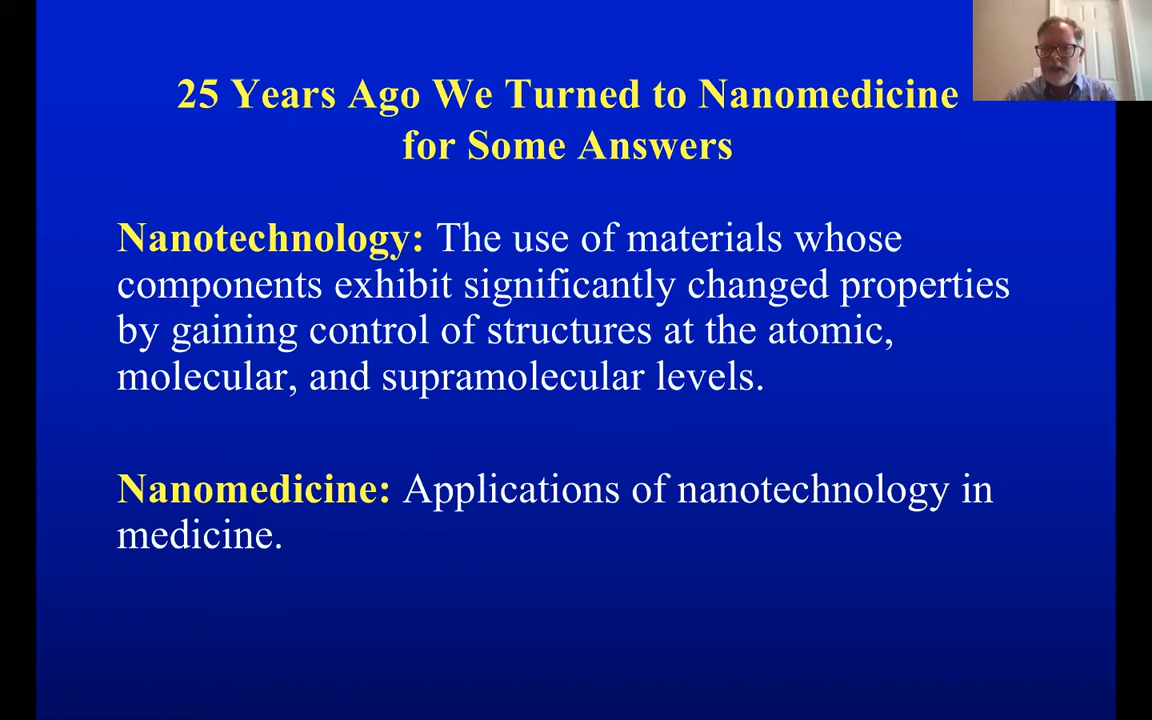 25 Years Ago We Turned to Nanomedicine
for Some Answers
Nanotechnology: The use of materials whose
components exhibit significantly changed properties
by gaining control of structures at the atomic,
molecular, and supramolecular levels.
Nanomedicine: Applications of nanotechnology in
medicine.